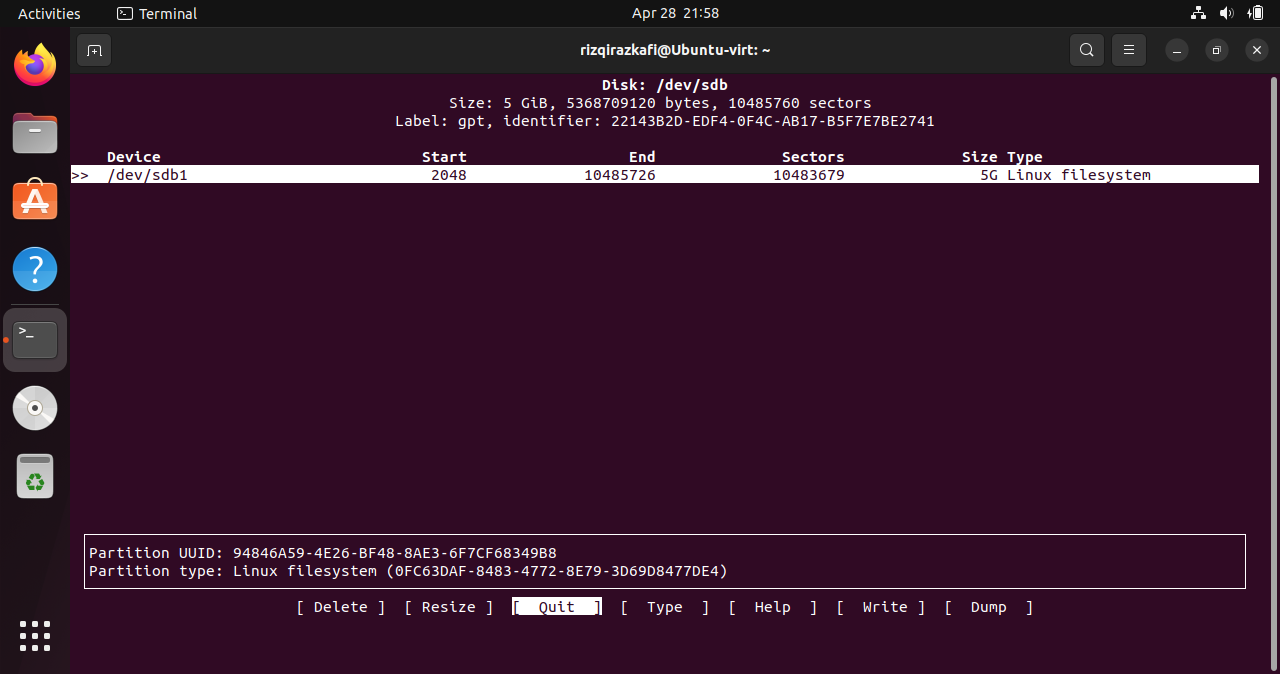 Activities Terminal Apr 28 21:58
rizqirazkafi@Ubuntu-virt: ~
Disk: /dev/sdb
Size: 5 GiB, 5368709120 bytes, 10485760 sectors
Label: gpt, identifier: 22143B2D-EDF4-0F4C-AB17-B5F7E7BE2741
Device Start End Sectors Size Type
>> /dev/sdb1 2048 10485726 10483679 5G Linux filesystem
Partition UUID: 94846A59-4E26-BF48-8AE3-6F7CF68349B8
Partition type: Linux filesystem (0FC63DAF-8483-4772-8E79-3D69D8477DE4)
[ Delete ] [ Resize ] [ Quit ] [ Type ] [ Help ] [ Write ] [ Dump ]